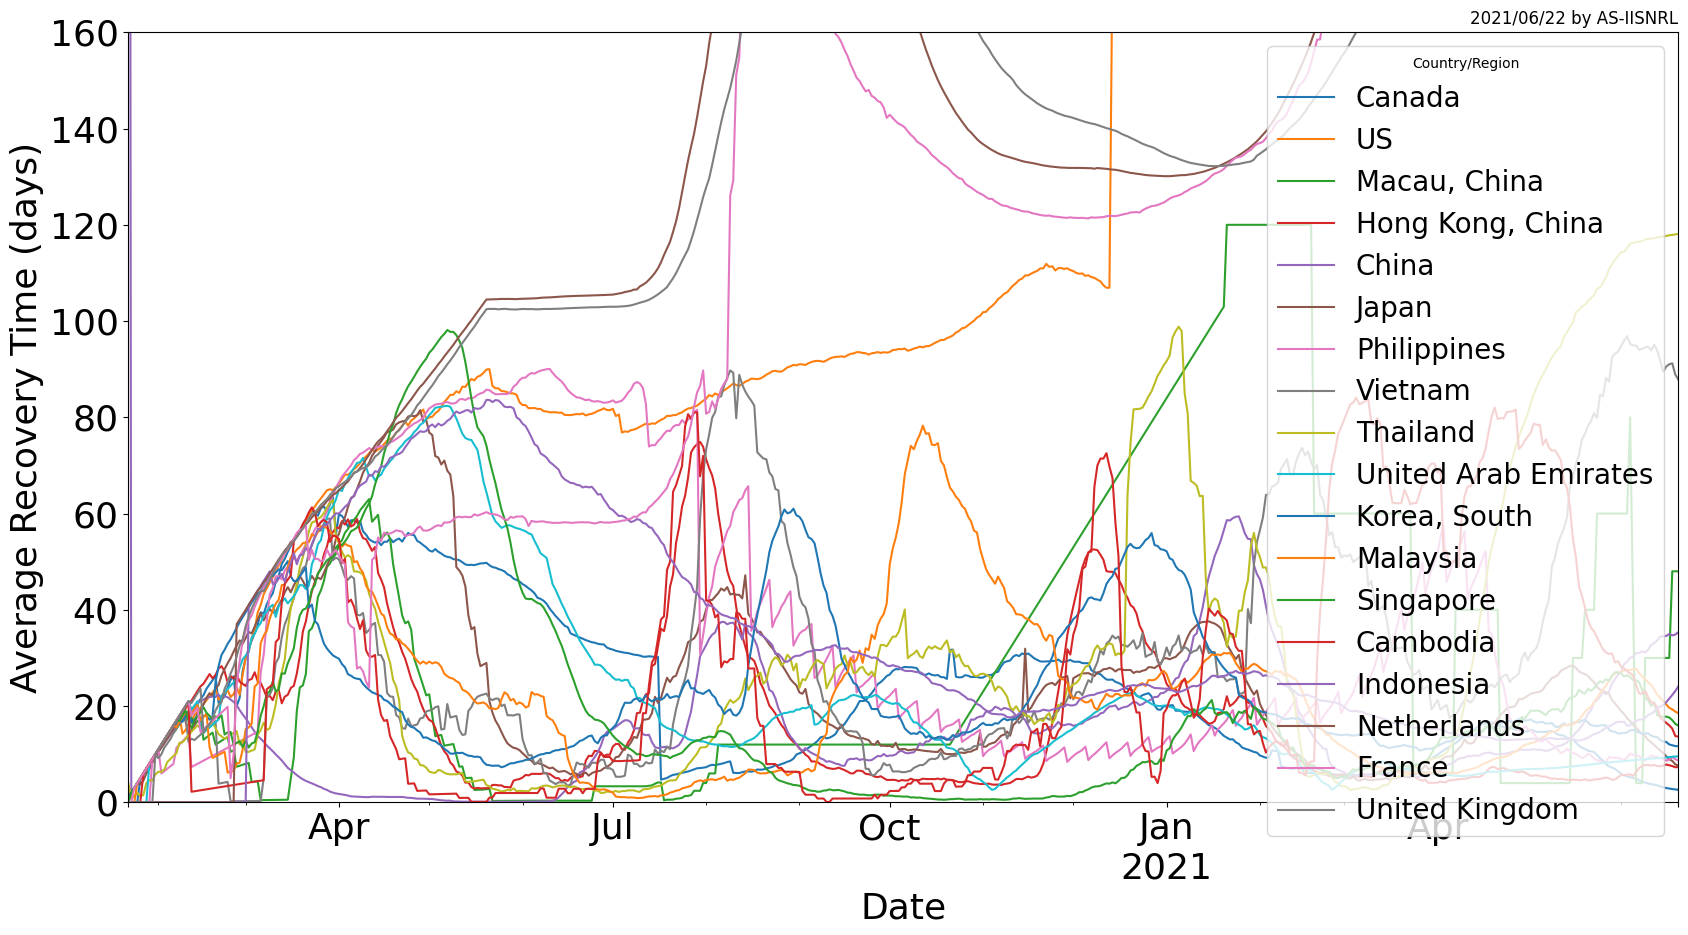 2021/06/22 by AS-IISNRL
Average Recovery Time (days)
160
140
120
100
80
60
40
20
0
Country/Region
Canada
US
Macau, China
Hong Kong, China
China
Japan
Philippines
Vietnam
Thailand
United Arab Emirates
Korea, South
Malaysia
Singapore
Cambodia
Indonesia
Netherlands
France
United Kingdom
Apr
Jul
Oct
Jan
2021
Apr
Date